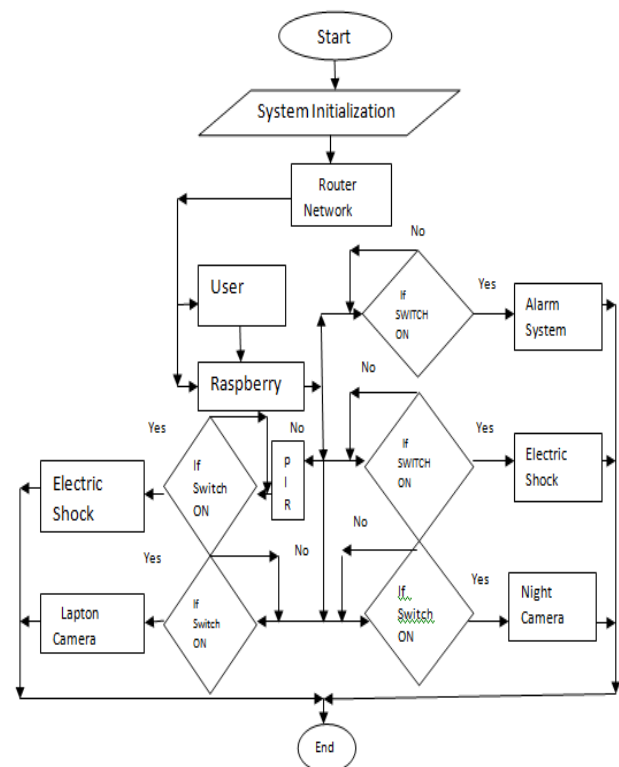 Start
System Initialization
Router
Network
No
User
If
SWITCH
ON
Yes
Alarm
System
Raspberry
No
Yes
No
If
Switch
ON
P
I
R
If
SWITCH
ON
Yes
Electric
Shock
Electric
Shock
No
Yes
No
Lapton
Camera
If
Switch
ON
If
Switch
ON
Yes
Night
Camera
End